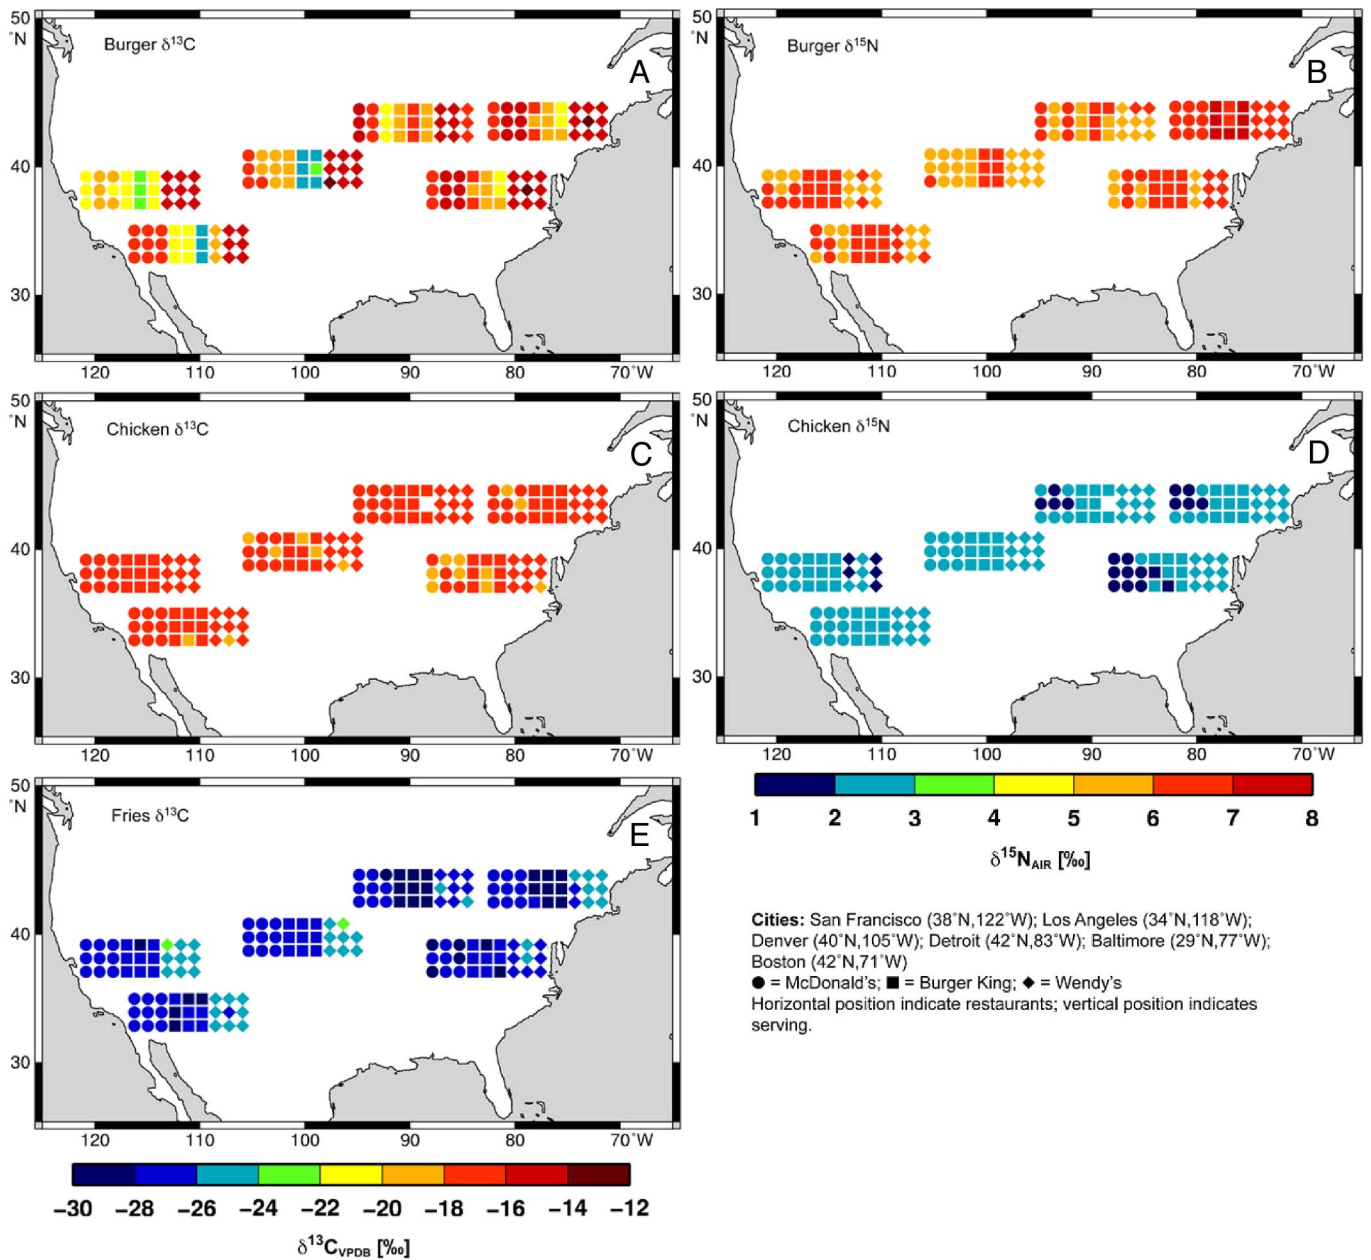 50
°N
Burger δ¹³C
A
40
30
120
110
100
90
80
70°W
50
°N
Burger δ¹⁵N
B
40
30
120
110
100
90
80
70°W
50
°N
Chicken δ¹³C
C
40
30
120
110
100
90
80
70°W
50
°N
Chicken δ¹⁵N
D
40
30
120
110
100
90
80
70°W
50
°N
Fries δ¹³C
E
40
30
120
110
100
90
80
70°W
1 2 3 4 5 6 7 8
δ¹⁵N_AIR [‰]
Cities: San Francisco (38°N,122°W); Los Angeles (34°N,118°W);
Denver (40°N,105°W); Detroit (42°N,83°W); Baltimore (29°N,77°W);
Boston (42°N,71°W)
● = McDonald's; ■ = Burger King; ◆ = Wendy's
Horizontal position indicate restaurants; vertical position indicates
serving.
−30 −28 −26 −24 −22 −20 −18 −16 −14 −12
δ¹³C_VPDB [‰]